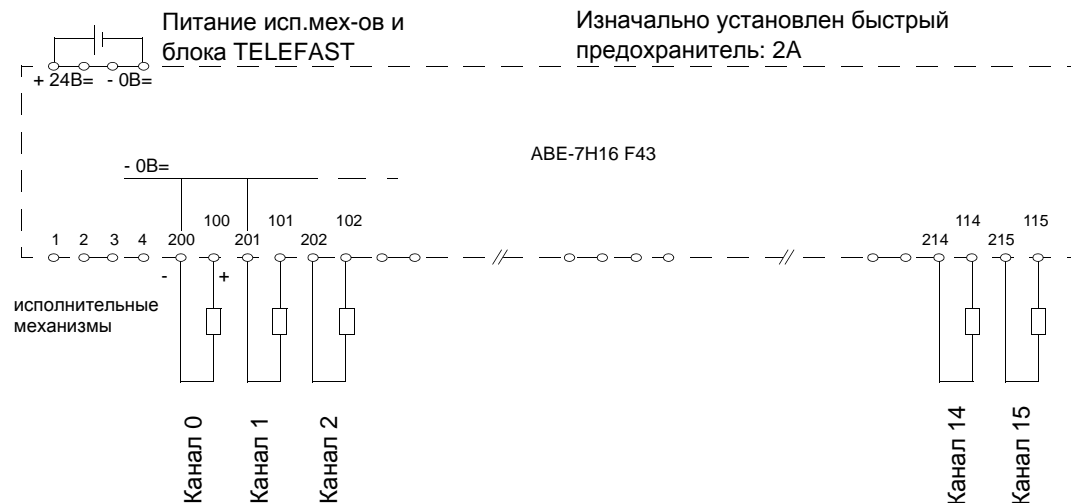 Питание исп.мех-ов и
блока TELEFAST
Изначально установлен быстрый
предохранитель: 2А
+ 24В= - 0В=
ABE-7H16 F43
- 0В=
100 101 102 114 115
1 2 3 4 200 201 202 214 215
- +
исполнительные
механизмы
Канал 0
Канал 1
Канал 2
Канал 14
Канал 15